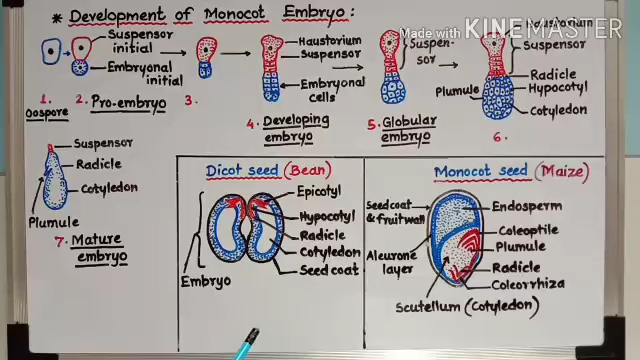 * Development of Monocot Embryo:
Made with KINEMASTER
Suspensor
initial
Embryonal
initial
Haustorium
Suspensor
Embryonal
cells
Suspen-
sor
Haustorium
Suspensor
Radicle
Hypocotyl
Plumule
Cotyledon
1.
Oospore
2. Pro-embryo
3.
4. Developing
embryo
5. Globular
embryo
6.
Suspensor
Radicle
Cotyledon
Plumule
7. Mature
embryo
Dicot seed (Bean)
Epicotyl
Hypocotyl
Radicle
Cotyledon
Seed coat
Embryo
Monocot seed (Maize)
Seed coat
& fruit wall
Aleurone
layer
Endosperm
Coleoptile
Plumule
Radicle
Coleorrhiza
Scutellum (Cotyledon)